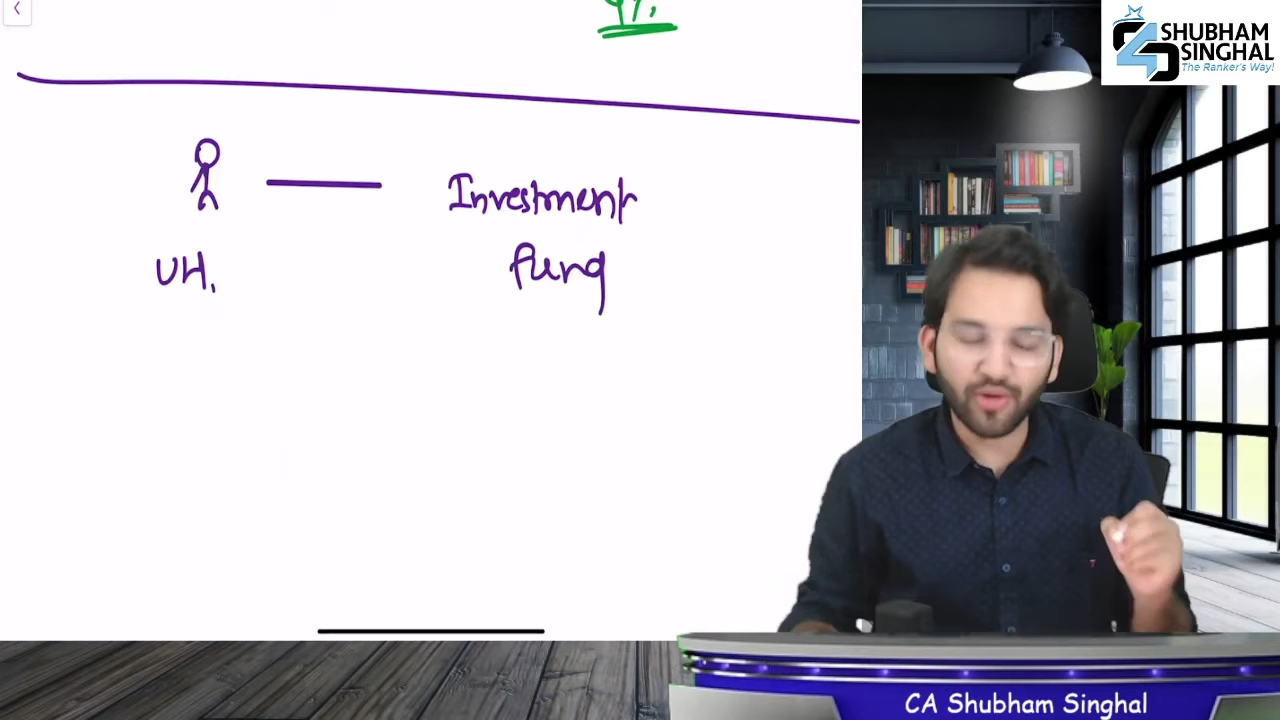 SHUBHAM
SINGHAL
The Ranker's Way!
Investment
UH.
Fund
CA Shubham Singhal